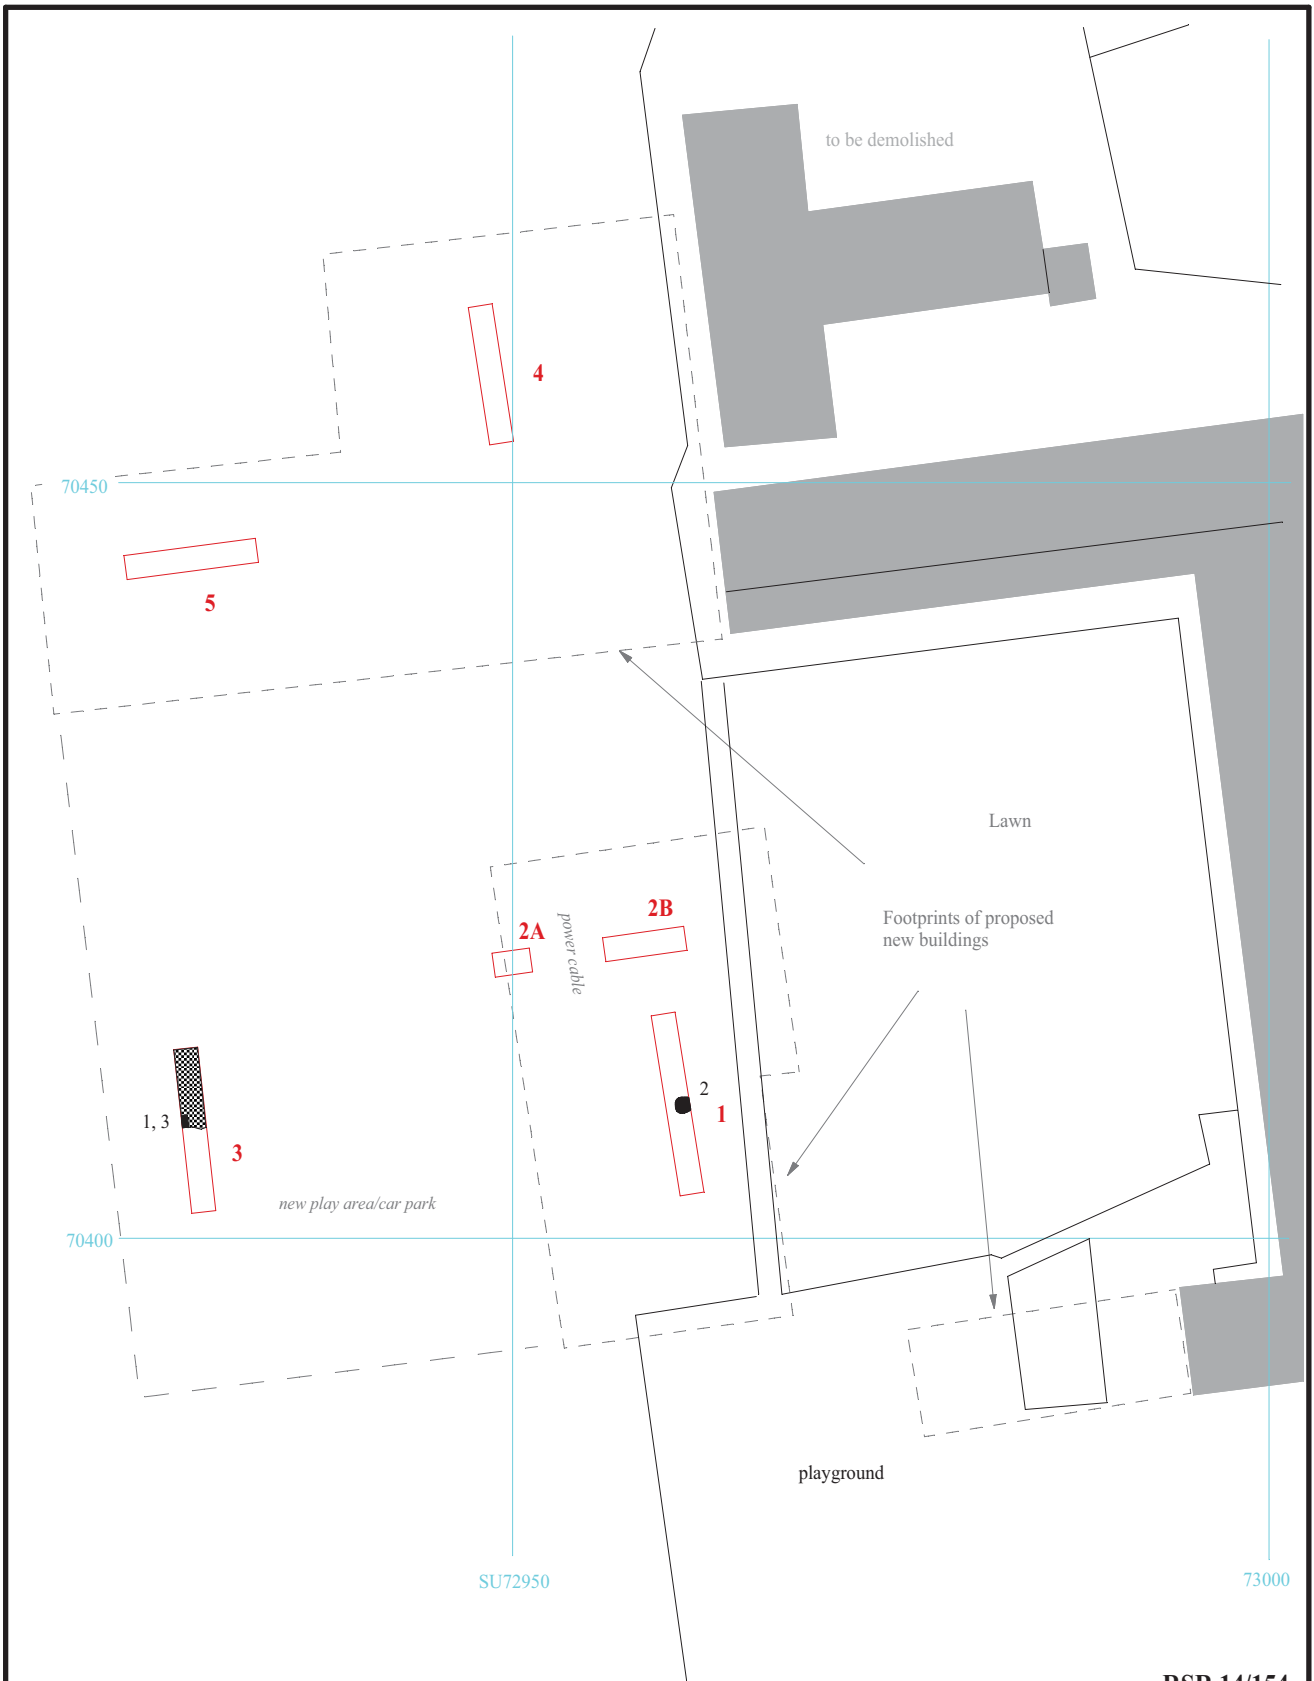 to be demolished
4
70450
5
Lawn
2B
2A
power cable
Footprints of proposed
new buildings
2
1
1, 3
3
new play area/car park
70400
playground
SU72950
73000